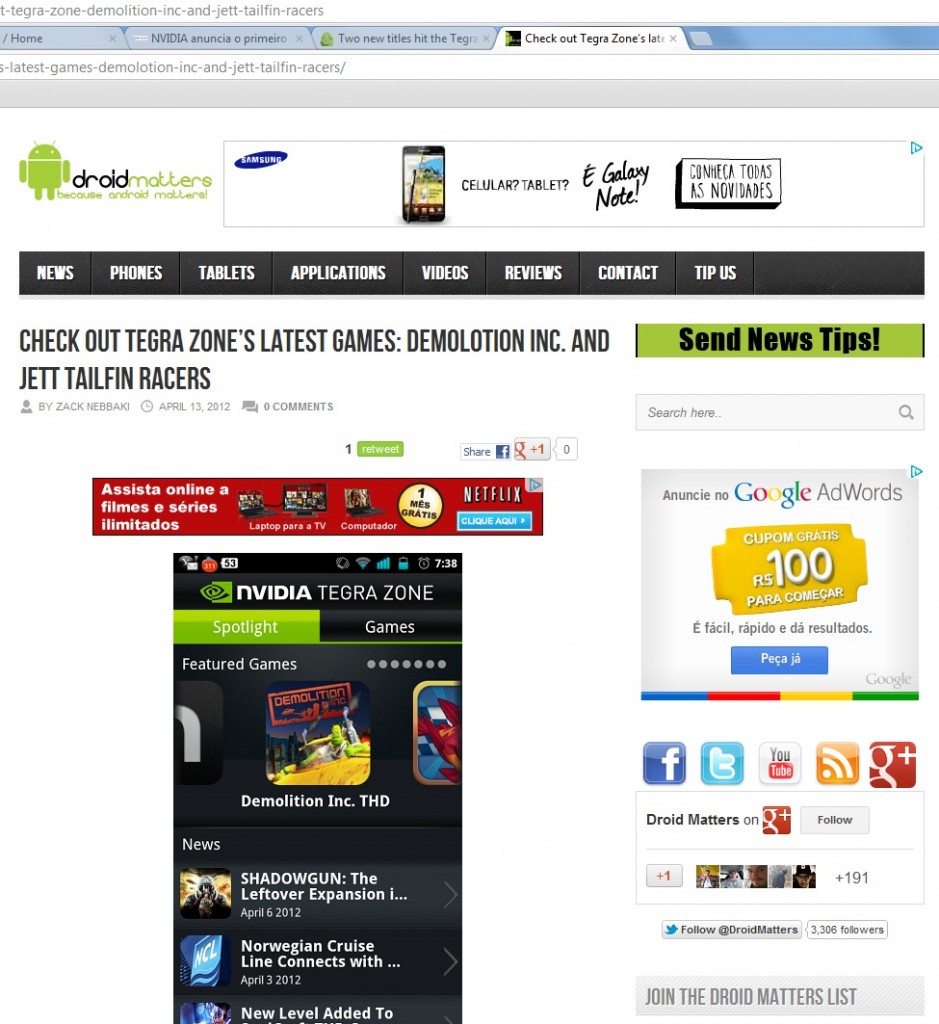 t-tegra-zone-demolition-inc-and-jett-tailfin-racers
/ Home
NVIDIA anuncia o primeiro
Two new titles hit the Tegra
Check out Tegra Zone's late
s-latest-games-demolotion-inc-and-jett-tailfin-racers/
droidmatters
because android matters!
SAMSUNG
CELULAR? TABLET?
É Galaxy
Note!
CONHEÇA TODAS
AS NOVIDADES
NEWS
PHONES
TABLETS
APPLICATIONS
VIDEOS
REVIEWS
CONTACT
TIP US
CHECK OUT TEGRA ZONE'S LATEST GAMES: DEMOLOTION INC. AND
JETT TAILFIN RACERS
BY ZACK NEBBAKI
APRIL 13, 2012
0 COMMENTS
1 retweet
Share
+1
0
Assista online a
filmes e séries
ilimitados
Laptop para a TV
Computador
1
MÊS
GRÁTIS
NETFLIX
CLIQUE AQUI
311
53
7:38
NVIDIA TEGRA ZONE
Spotlight
Games
Featured Games
n
DEMOLITION
INC
Demolition Inc. THD
News
SHADOWGUN: The
Leftover Expansion i...
April 6 2012
NCL
Norwegian Cruise
Line Connects with ...
April 3 2012
New Level Added To
Send News Tips!
Search here..
Anuncie no Google AdWords
CUPOM GRÁTIS
R$100
PARA COMEÇAR
É fácil, rápido e dá resultados.
Peça já
Google
f
t
You
Tube
g+
Droid Matters on g+
Follow
+1
+191
Follow @DroidMatters
3,306 followers
JOIN THE DROID MATTERS LIST